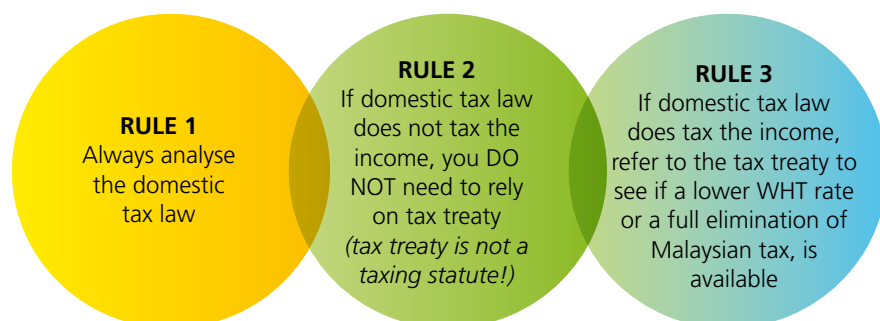 RULE 1
Always analyse
the domestic
tax law
RULE 2
If domestic tax law
does not tax the
income, you DO
NOT need to rely
on tax treaty
(tax treaty is not a
taxing statute!)
RULE 3
If domestic tax law
does tax the income,
refer to the tax treaty to
see if a lower WHT rate
or a full elimination of
Malaysian tax, is
available